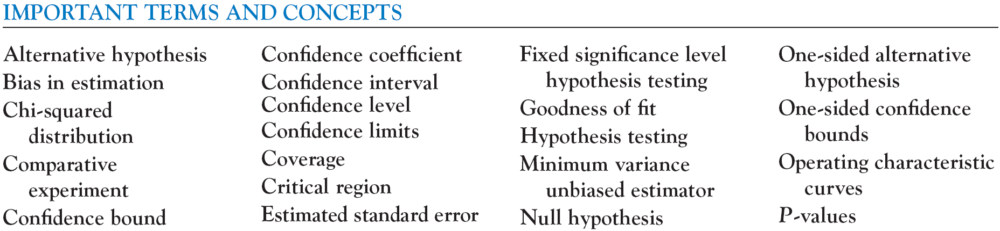 IMPORTANT TERMS AND CONCEPTS
Alternative hypothesis
Bias in estimation
Chi-squared
distribution
Comparative
experiment
Confidence bound
Confidence coefficient
Confidence interval
Confidence level
Confidence limits
Coverage
Critical region
Estimated standard error
Fixed significance level
hypothesis testing
Goodness of fit
Hypothesis testing
Minimum variance
unbiased estimator
Null hypothesis
One-sided alternative
hypothesis
One-sided confidence
bounds
Operating characteristic
curves
P-values